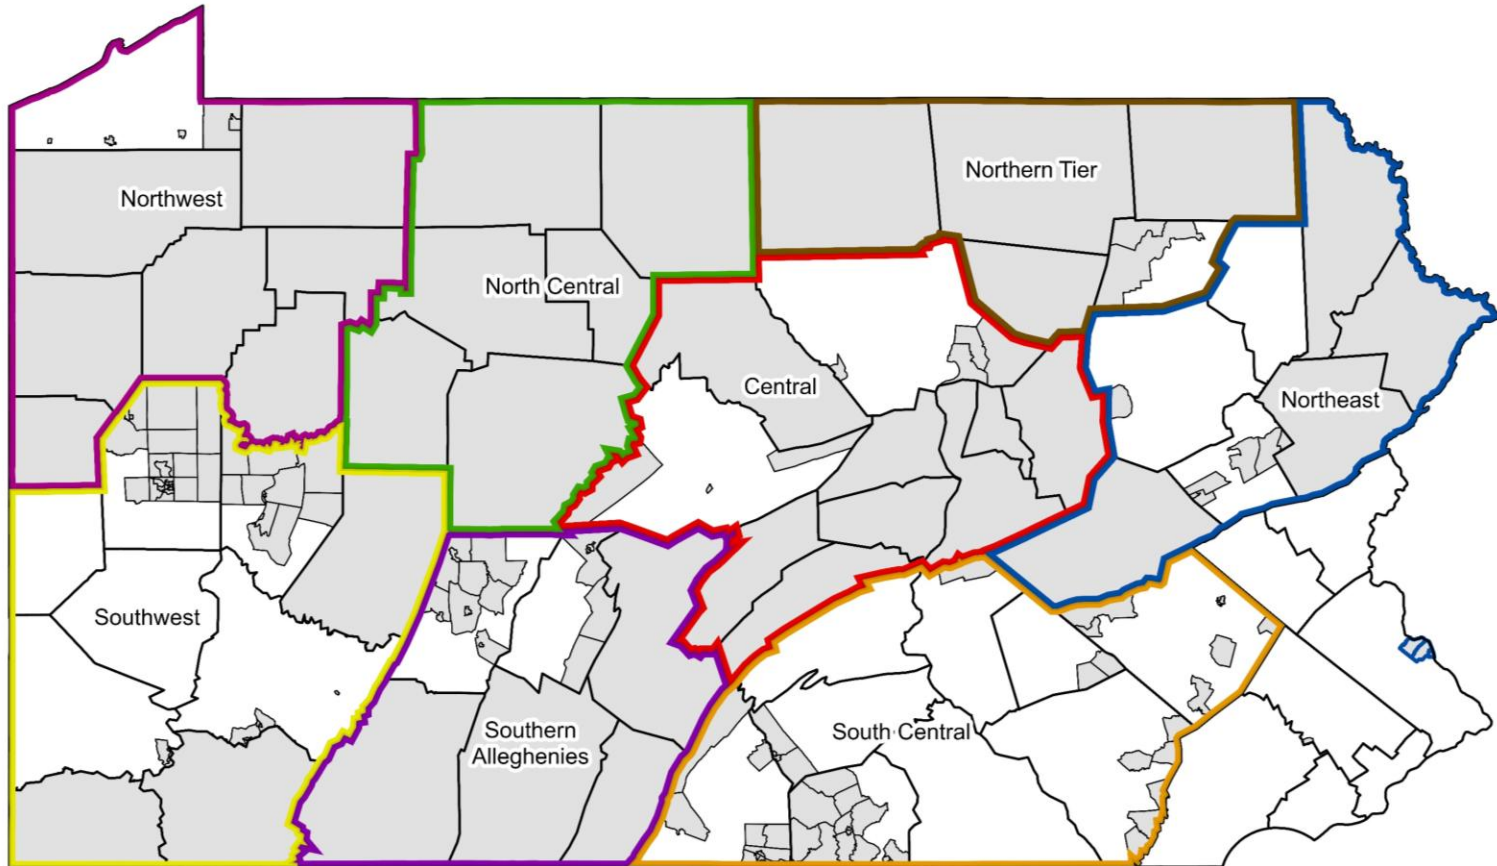 Northern Tier
Northwest
North Central
Central
Northeast
Southwest
Southern
Alleghenies
South Central